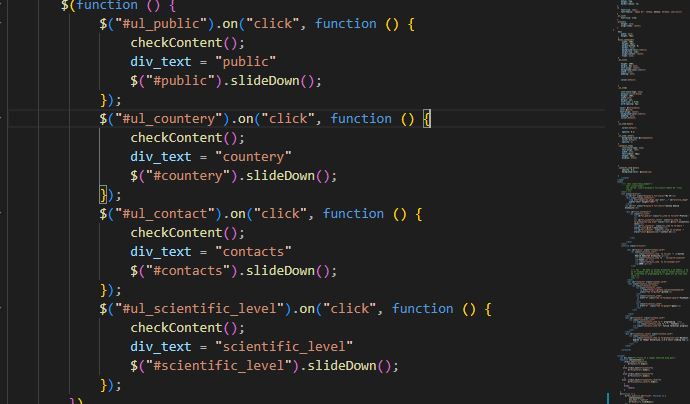 $(function () {
$("#ul_public").on("click", function () {
checkContent();
div_text = "public"
$("#public").slideDown();
});
$("#ul_countery").on("click", function () {
checkContent();
div_text = "countery"
$("#countery").slideDown();
});
$("#ul_contact").on("click", function () {
checkContent();
div_text = "contacts"
$("#contacts").slideDown();
});
$("#ul_scientific_level").on("click", function () {
checkContent();
div_text = "scientific_level"
$("#scientific_level").slideDown();
});
})